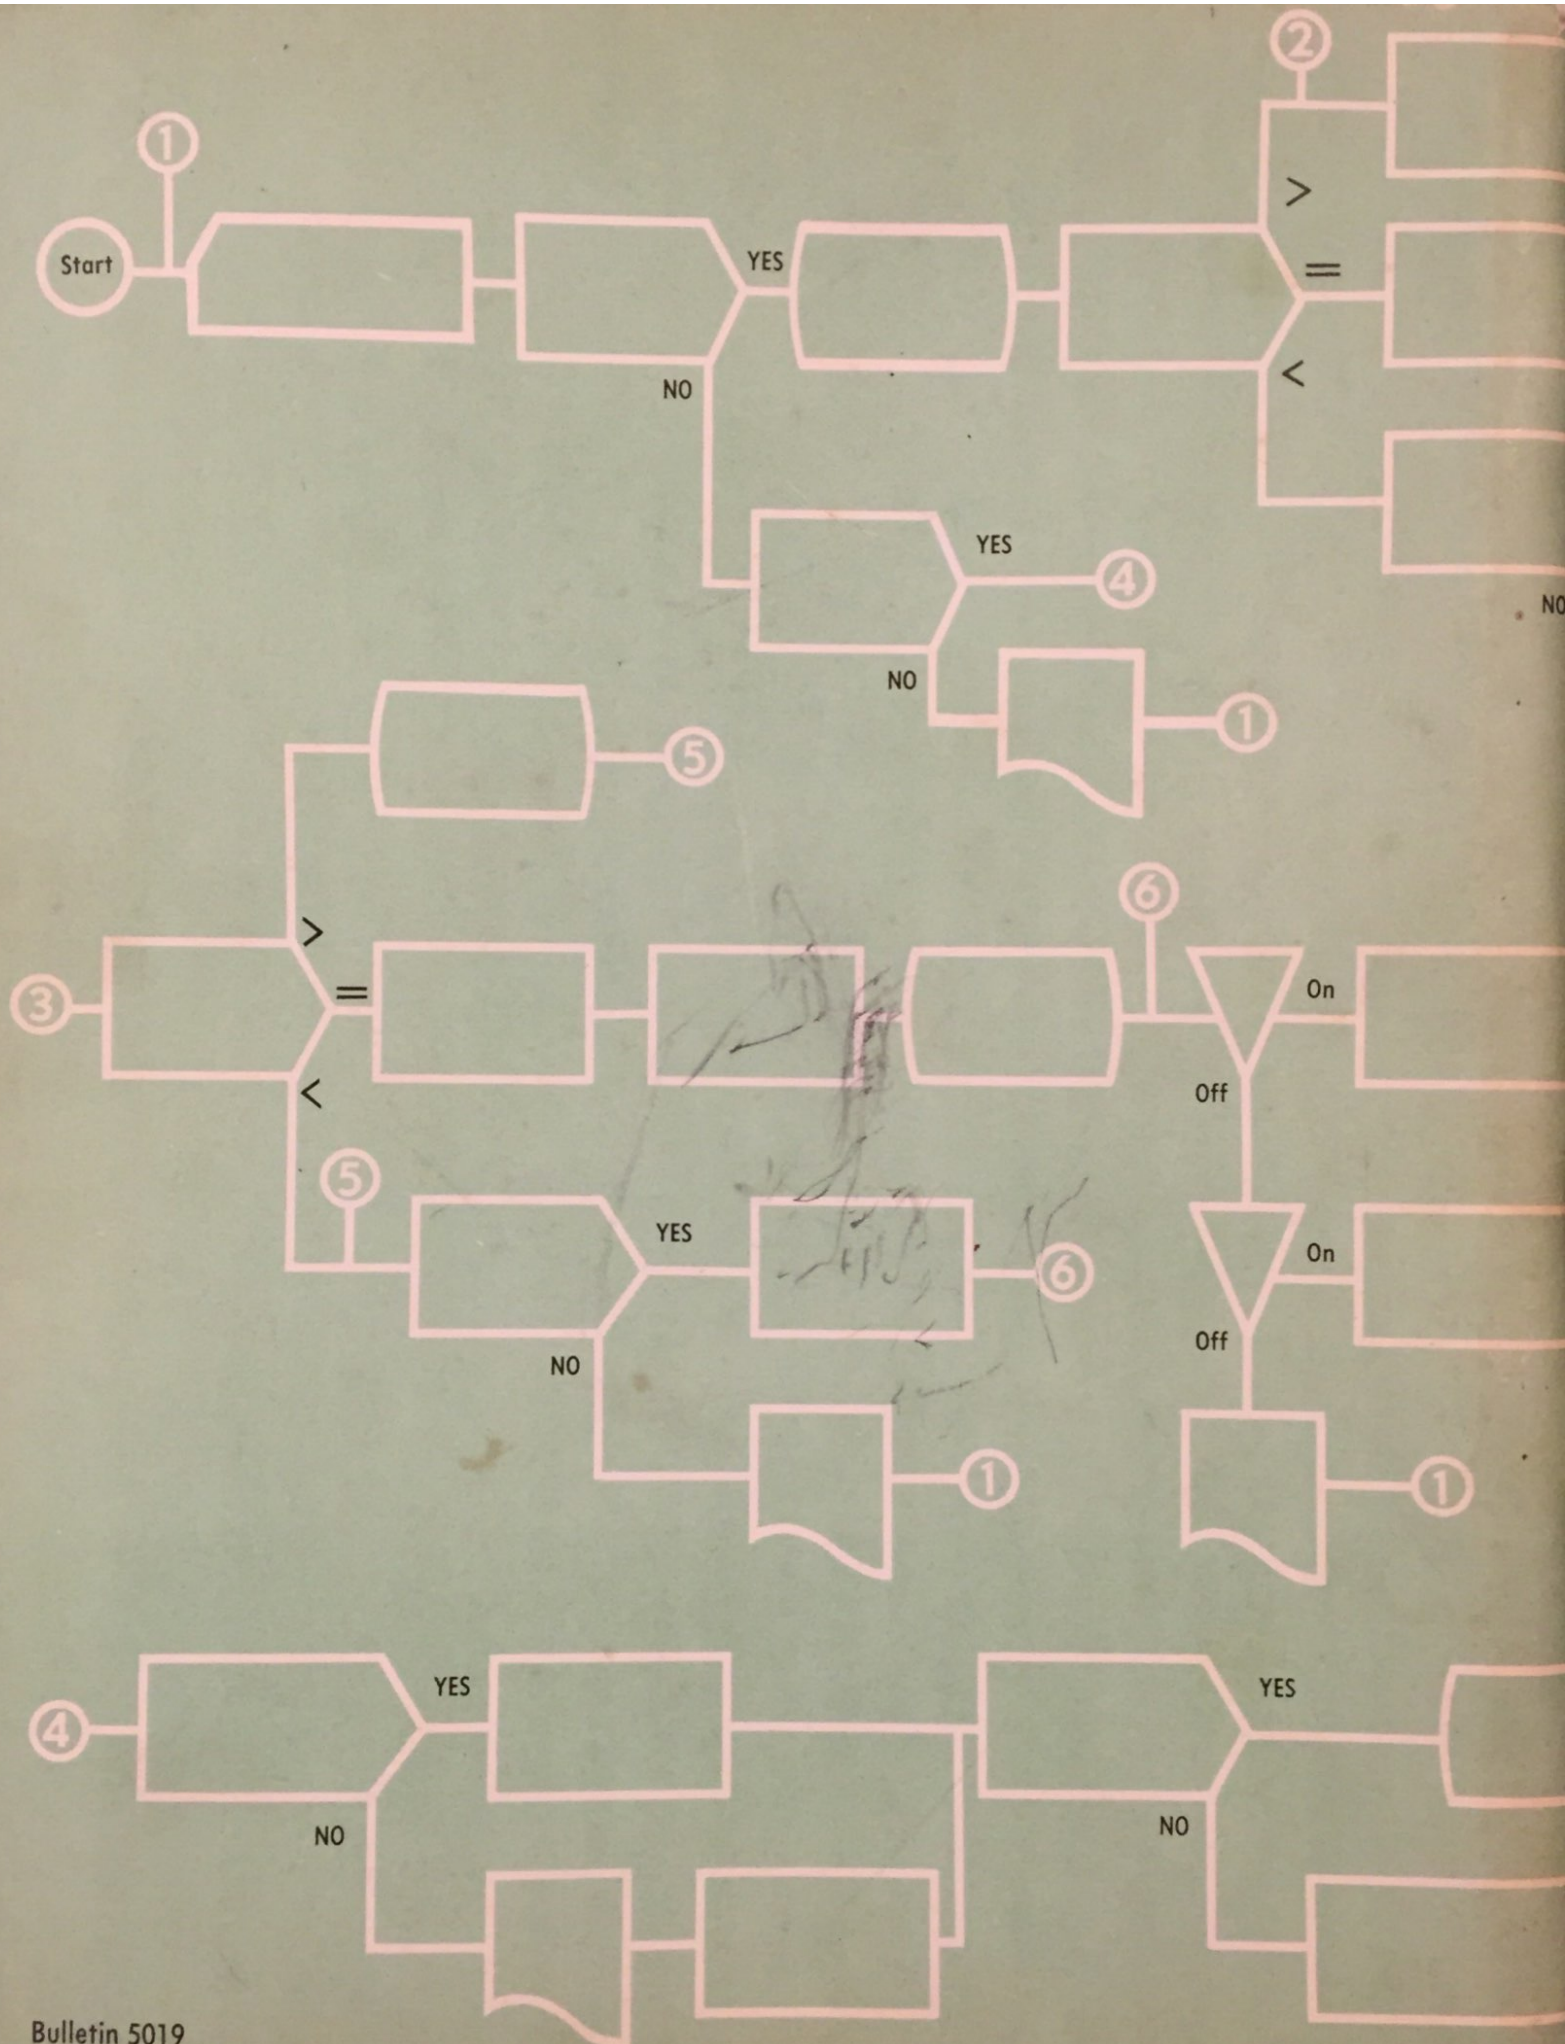 2
1
>
Start
YES
=
NO
<
YES
4
NO
NO
1
5
6
>
3
=
On
<
Off
5
YES
On
6
Off
NO
1
1
YES
YES
4
NO
NO
Bulletin 5019